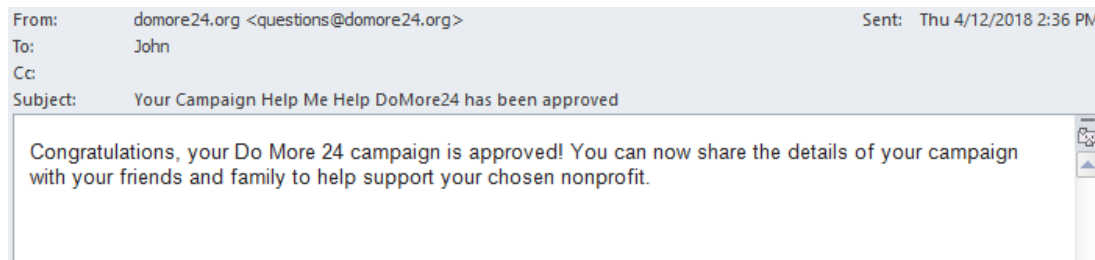 From: domore24.org <questions@domore24.org> Sent: Thu 4/12/2018 2:36 PM
To: John
Cc:
Subject: Your Campaign Help Me Help DoMore24 has been approved
Congratulations, your Do More 24 campaign is approved! You can now share the details of your campaign
with your friends and family to help support your chosen nonprofit.